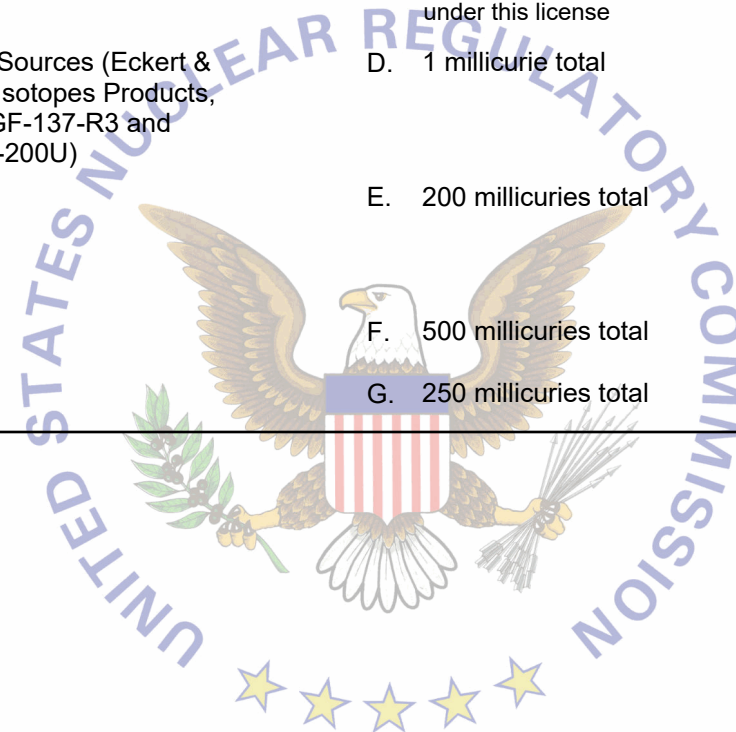 under this license
Sources (Eckert &
D. 1 millicurie total
sotopes Products,
GF-137-R3 and
-200U)
E. 200 millicuries total
F. 500 millicuries total
G. 250 millicuries total
UNITED STATES NUCLEAR REGULATORY COMMISSION